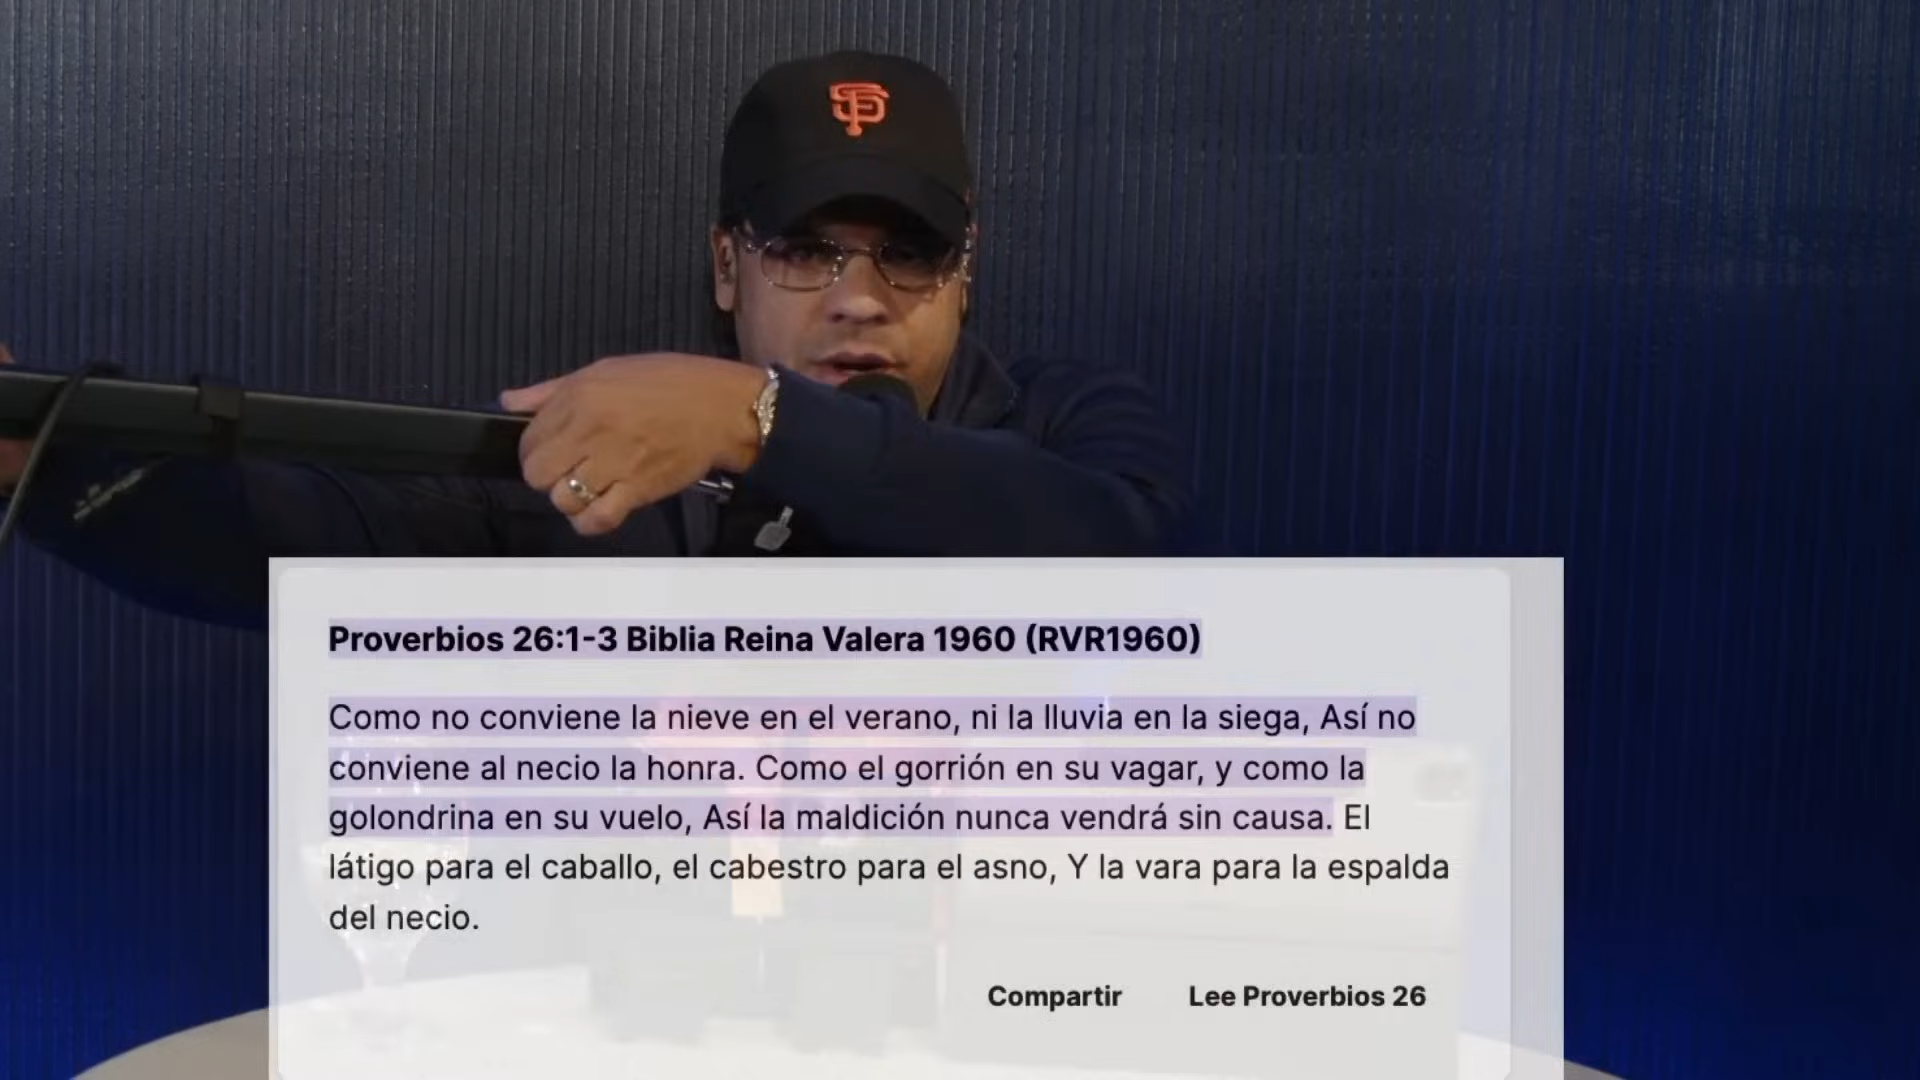 SF
Proverbios 26:1-3 Biblia Reina Valera 1960 (RVR1960)
Como no conviene la nieve en el verano, ni la lluvia en la siega, Así no
conviene al necio la honra. Como el gorrión en su vagar, y como la
golondrina en su vuelo, Así la maldición nunca vendrá sin causa. El
látigo para el caballo, el cabestro para el asno, Y la vara para la espalda
del necio.
Compartir Lee Proverbios 26